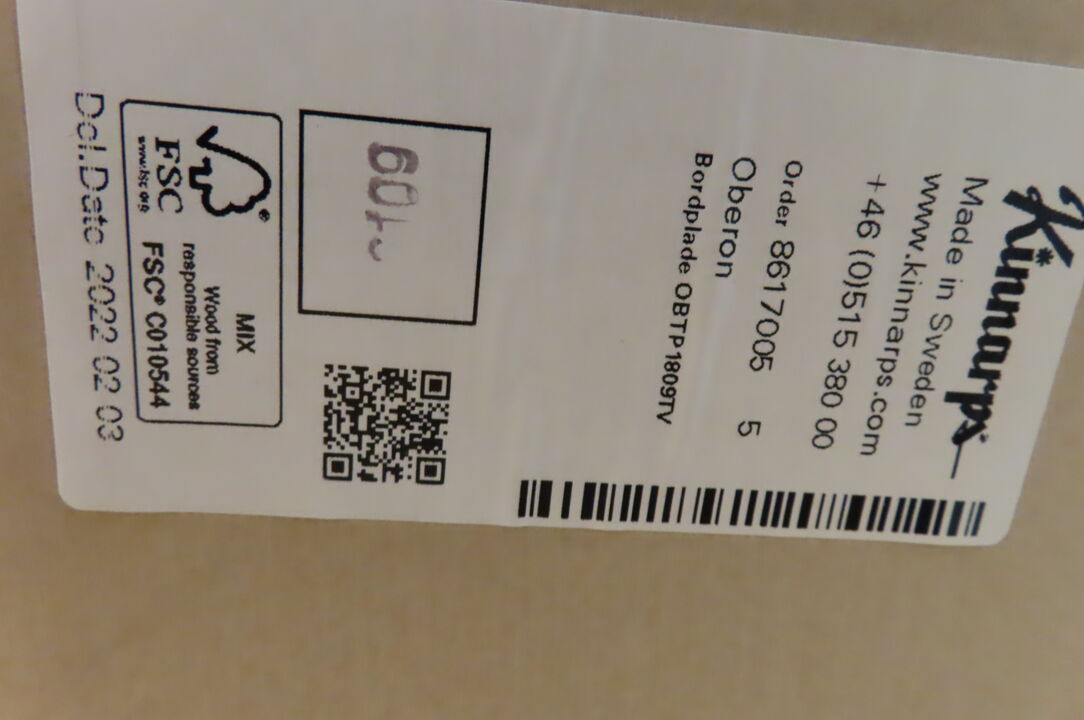 Kinnarps
Made in Sweden
www.kinnarps.com
+46 (0)515 380 00
Order 8617005
Oberon 5
Bordplade OBTP1809TV
FSC
www.fsc.org
MIX
Wood from
responsible sources
FSC® C010544
Del.Date 2022 02 03